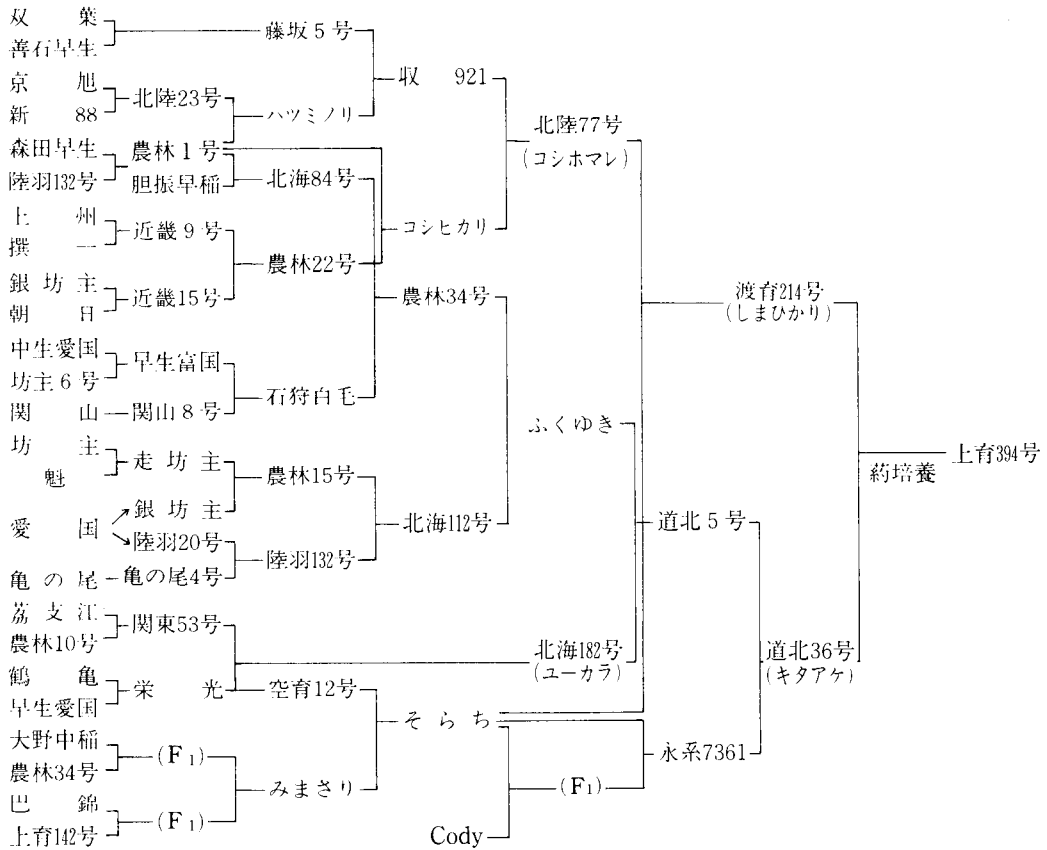 双葉
善石早生
藤坂5号
京旭
新88
北陸23号
ハツミノリ
収 921
森田早生
陸羽132号
農林1号
胆振早稲
北海84号
北陸77号
(コシホマレ)
上州
撰一
近畿9号
コシヒカリ
銀坊主
朝日
近畿15号
農林22号
農林34号
渡育214号
(しまひかり)
中生愛国
坊主6号
早生富国
関山
関山8号
石狩白毛
ふくゆき
坊主
魁
走坊主
農林15号
愛国
銀坊主
陸羽20号
北海112号
道北5号
葯培養
上育394号
亀の尾
亀の尾4号
陸羽132号
荔支江
農林10号
関東53号
北海182号
(ユーカラ)
道北36号
(キタアケ)
鶴亀
早生愛国
栄光
空育12号
そらち
大野中稲
農林34号
(F1)
永系7361
巴錦
上育142号
(F1)
みまさり
(F1)
Cody